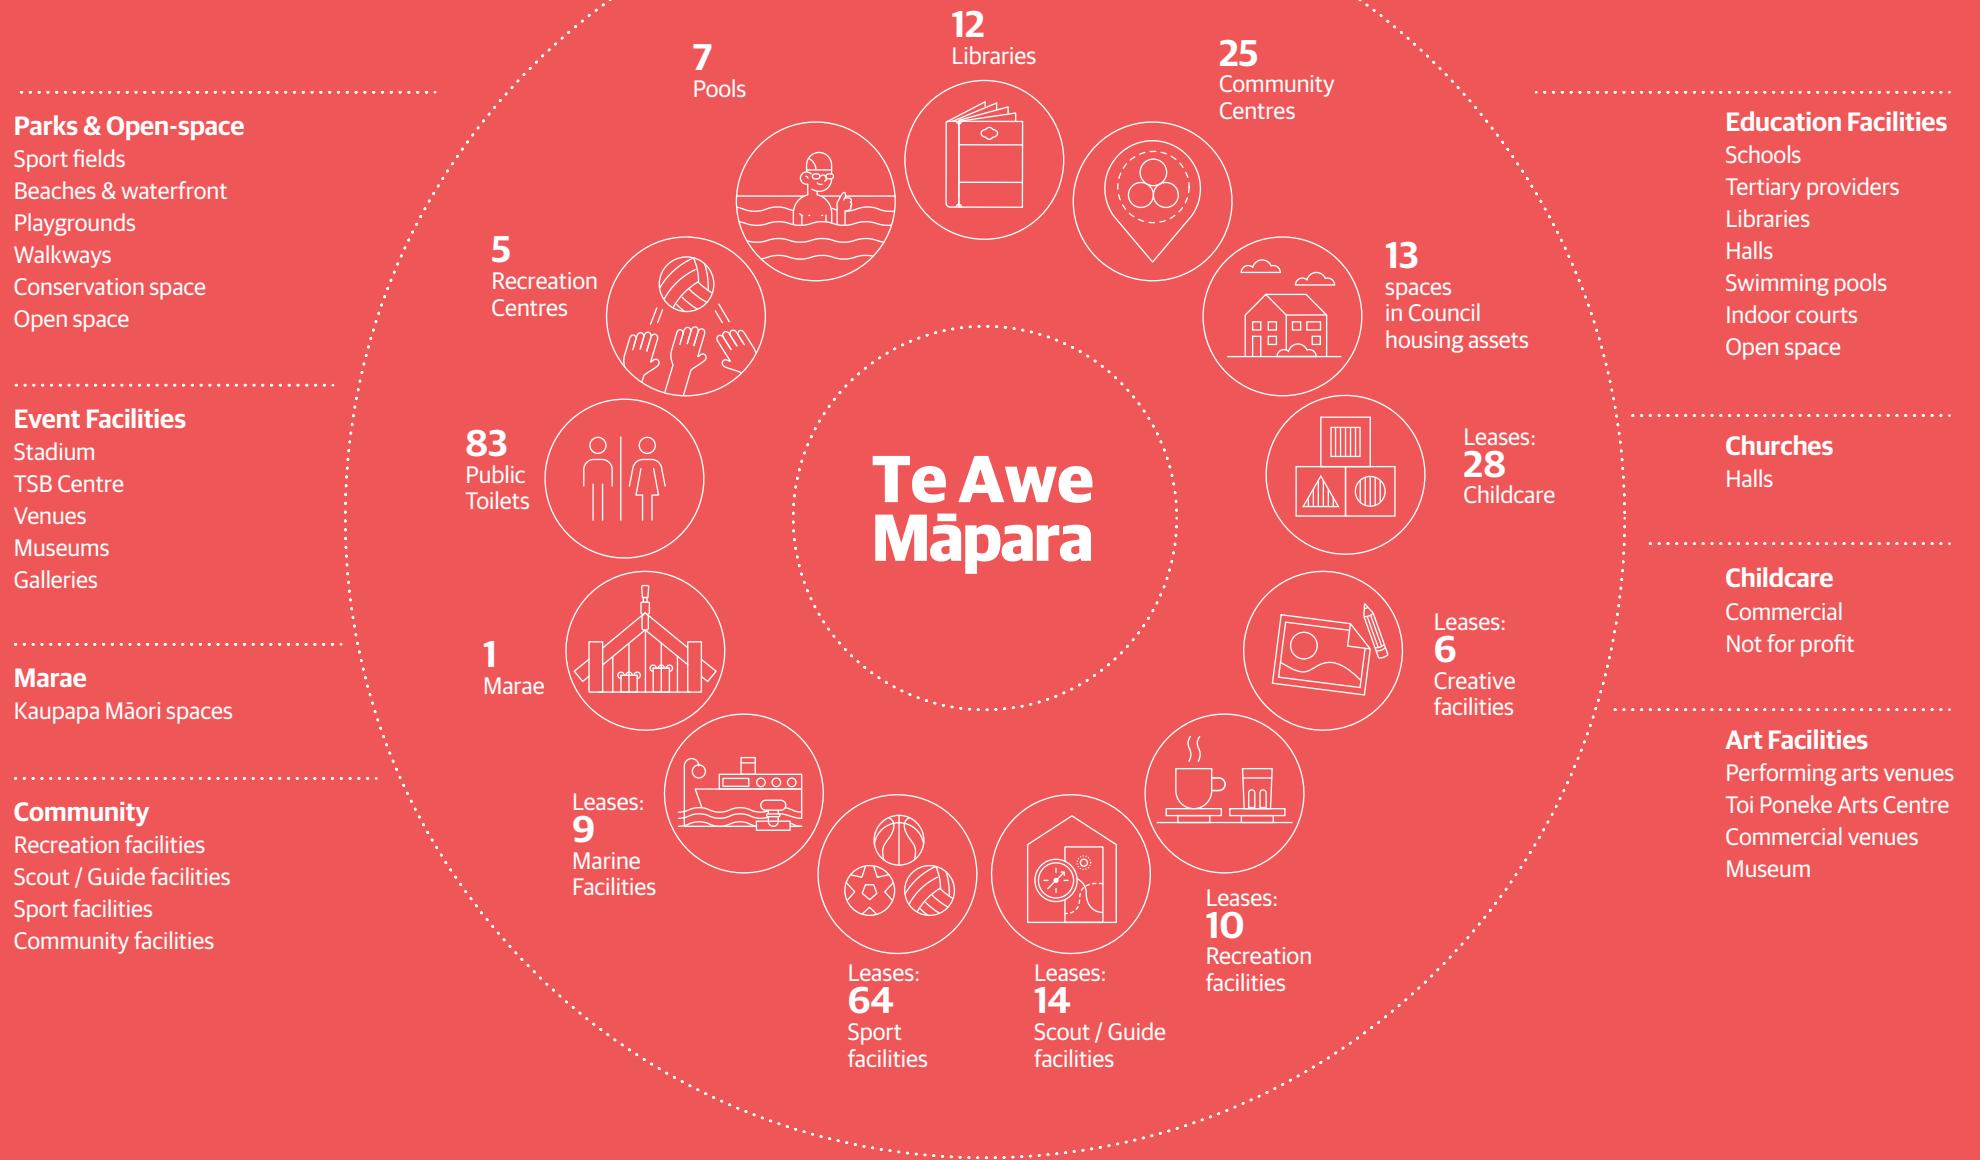 12
Libraries
7
Pools
25
Community
Centres
5
Recreation
Centres
13
spaces
in Council
housing assets
83
Public
Toilets
Leases:
28
Childcare
1
Marae
Leases:
6
Creative
facilities
Leases:
9
Marine
Facilities
Leases:
10
Recreation
facilities
Leases:
64
Sport
facilities
Leases:
14
Scout / Guide
facilities
Te Awe
Māpara
Parks & Open-space
Sport fields
Beaches & waterfront
Playgrounds
Walkways
Conservation space
Open space
Event Facilities
Stadium
TSB Centre
Venues
Museums
Galleries
Marae
Kaupapa Māori spaces
Community
Recreation facilities
Scout / Guide facilities
Sport facilities
Community facilities
Education Facilities
Schools
Tertiary providers
Libraries
Halls
Swimming pools
Indoor courts
Open space
Churches
Halls
Childcare
Commercial
Not for profit
Art Facilities
Performing arts venues
Toi Poneke Arts Centre
Commercial venues
Museum